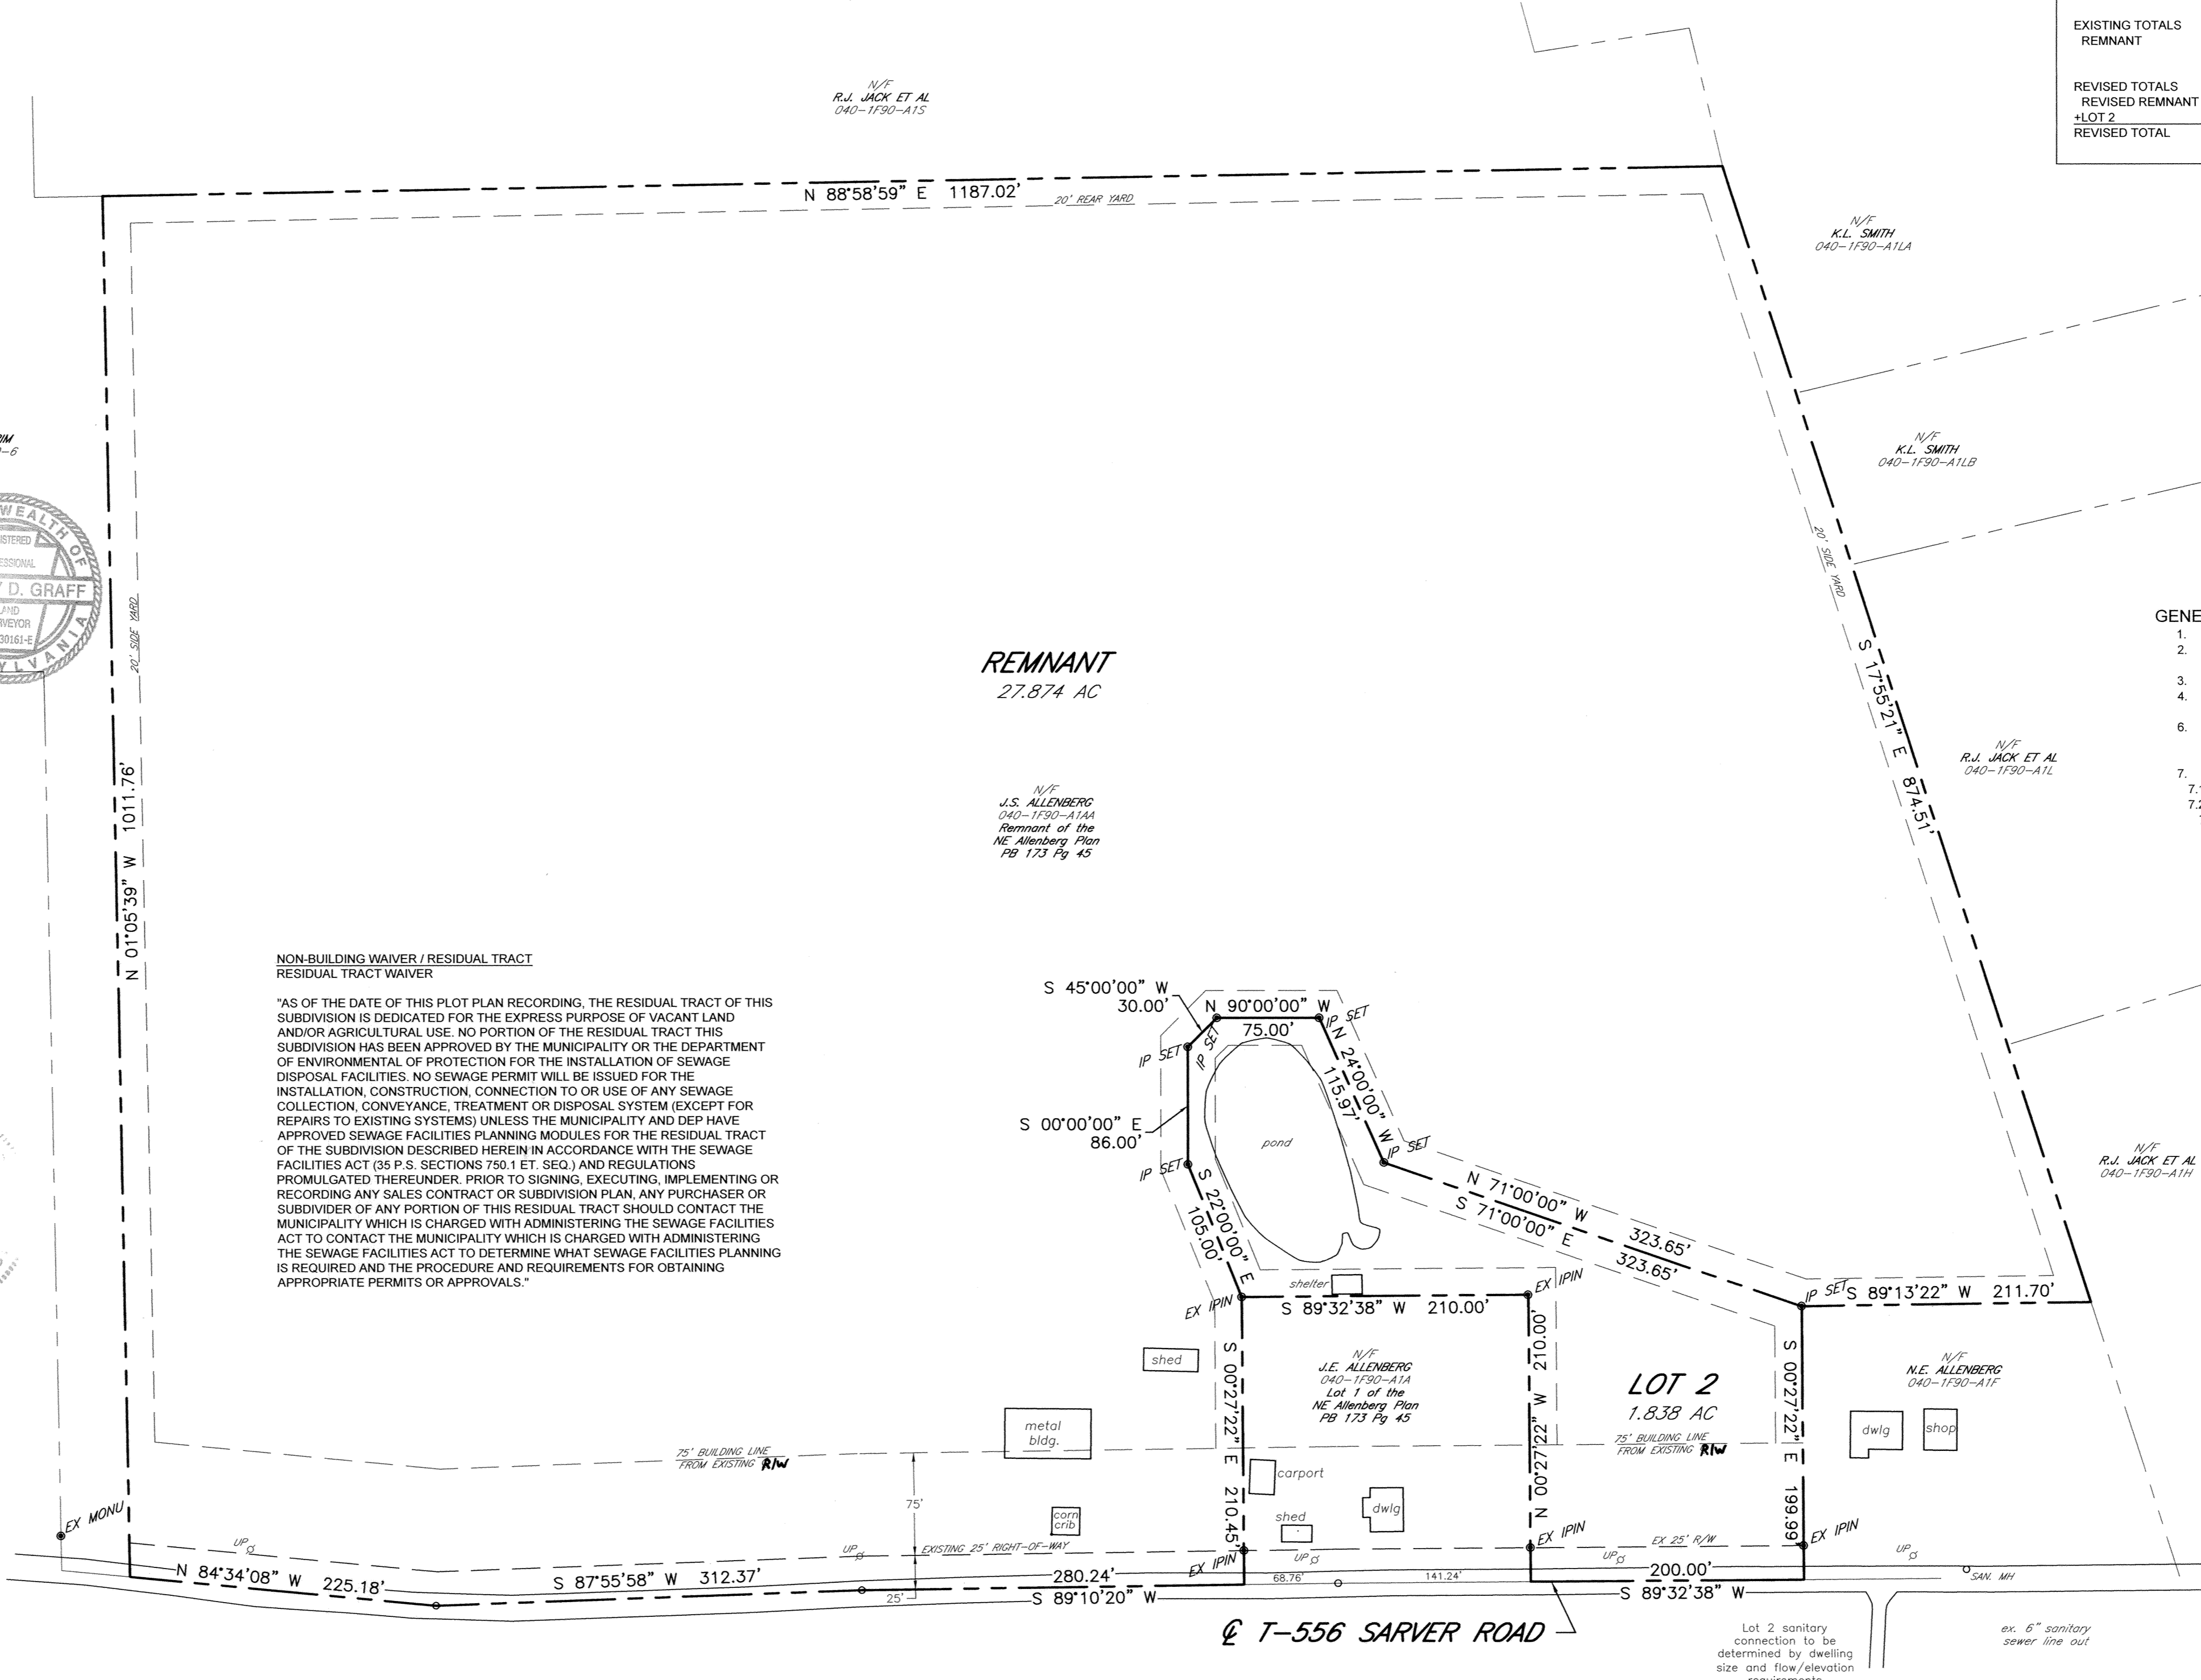 EXISTING TOTALS
REMNANT
REVISED TOTALS
REVISED REMNANT
+LOT 2
REVISED TOTAL
N/F
R.J. JACK ET AL
040-1F90-A1S
N 88°58'59" E 1187.02'
20' REAR YARD
N/F
K.L. SMITH
040-1F90-A1LA
N/F
K.L. SMITH
040-1F90-A1LB
-6
WEALTH OF
D. GRAFF
30161-E
20' SIDE YARD
20' SIDE YARD
REMNANT
27.874 AC
S 17°55'21" E 874.51'
1.
2.
3.
4.
6.
7.
N/F
R.J. JACK ET AL
040-1F90-A1L
N 01°05'39" W 1011.76'
N/F
J.S. ALLENBERG
040-1F90-A1AA
Remnant of the
NE Allenberg Plan
PB 173 Pg 45
NON-BUILDING WAIVER / RESIDUAL TRACT
RESIDUAL TRACT WAIVER
"AS OF THE DATE OF THIS PLOT PLAN RECORDING, THE RESIDUAL TRACT OF THIS
SUBDIVISION IS DEDICATED FOR THE EXPRESS PURPOSE OF VACANT LAND
AND/OR AGRICULTURAL USE. NO PORTION OF THE RESIDUAL TRACT THIS
SUBDIVISION HAS BEEN APPROVED BY THE MUNICIPALITY OR THE DEPARTMENT
OF ENVIRONMENTAL OF PROTECTION FOR THE INSTALLATION OF SEWAGE
DISPOSAL FACILITIES. NO SEWAGE PERMIT WILL BE ISSUED FOR THE
INSTALLATION, CONSTRUCTION, CONNECTION TO OR USE OF ANY SEWAGE
COLLECTION, CONVEYANCE, TREATMENT OR DISPOSAL SYSTEM (EXCEPT FOR
REPAIRS TO EXISTING SYSTEMS) UNLESS THE MUNICIPALITY AND DEP HAVE
APPROVED SEWAGE FACILITIES PLANNING MODULES FOR THE RESIDUAL TRACT
OF THE SUBDIVISION DESCRIBED HEREIN IN ACCORDANCE WITH THE SEWAGE
FACILITIES ACT (35 P.S. SECTIONS 750.1 ET. SEQ.) AND REGULATIONS
PROMULGATED THEREUNDER. PRIOR TO SIGNING, EXECUTING, IMPLEMENTING OR
RECORDING ANY SALES CONTRACT OR SUBDIVISION PLAN, ANY PURCHASER OR
SUBDIVIDER OF ANY PORTION OF THIS RESIDUAL TRACT SHOULD CONTACT THE
MUNICIPALITY WHICH IS CHARGED WITH ADMINISTERING THE SEWAGE FACILITIES
ACT TO CONTACT THE MUNICIPALITY WHICH IS CHARGED WITH ADMINISTERING
THE SEWAGE FACILITIES ACT TO DETERMINE WHAT SEWAGE FACILITIES PLANNING
IS REQUIRED AND THE PROCEDURE AND REQUIREMENTS FOR OBTAINING
APPROPRIATE PERMITS OR APPROVALS."
S 45°00'00" W
30.00'
N 90°00'00" W
75.00'
IP SET
IP SET
IP SET
N 24°00'00" W
115.97'
S 00°00'00" E
86.00'
pond
IP SET
IP SET
S 22°00'00" E
105.00'
N 71°00'00" W 323.65'
S 71°00'00" E 323.65'
N/F
R.J. JACK ET AL
040-1F90-A1H
shelter
EX IPIN
EX IPIN
S 89°32'38" W 210.00'
IP SET
S 89°13'22" W 211.70'
shed
S 00°27'22" E 210.45'
N/F
J.E. ALLENBERG
040-1F90-A1A
Lot 1 of the
NE Allenberg Plan
PB 173 Pg 45
N 00°27'22" W 210.00'
LOT 2
1.838 AC
S 00°27'22" E 199.99'
N/F
N.E. ALLENBERG
040-1F90-A1F
metal
bldg.
dwlg
shop
75' BUILDING LINE
FROM EXISTING R/W
75' BUILDING LINE
FROM EXISTING R/W
carport
75'
corn
crib
shed
dwlg
EX MONU
UP
UP
EXISTING 25' RIGHT-OF-WAY
EX IPIN
UP
EX IPIN
EX 25' R/W
UP
EX IPIN
UP
N 84°34'08" W 225.18'
S 87°55'58" W 312.37'
280.24'
68.76'
141.24'
200.00'
SAN. MH
25'
S 89°10'20" W
S 89°32'38" W
℄ T-556 SARVER ROAD
Lot 2 sanitary
connection to be
determined by dwelling
size and flow/elevation
ex. 6" sanitary
sewer line out